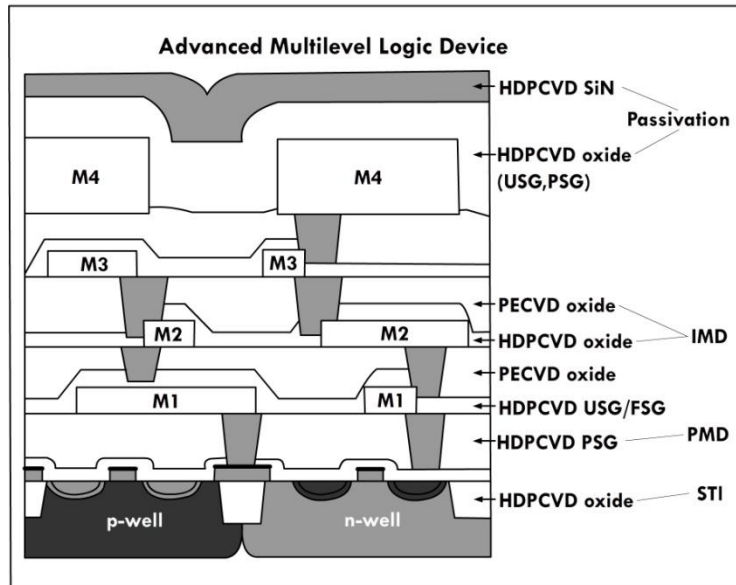 Advanced Multilevel Logic Device
HDPCVD SiN
Passivation
HDPCVD oxide
(USG,PSG)
M4
M4
M3
M3
PECVD oxide
M2
M2
HDPCVD oxide
IMD
PECVD oxide
M1
M1
HDPCVD USG/FSG
HDPCVD PSG
PMD
HDPCVD oxide
STI
p-well
n-well